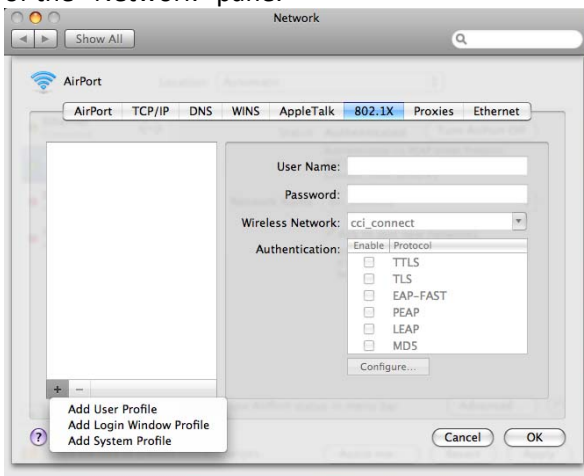 of the "Network" panel
Network
Show All
AirPort
AirPort TCP/IP DNS WINS AppleTalk 802.1X Proxies Ethernet
User Name:
Password:
Wireless Network: cci_connect
Authentication: Enable Protocol
TTLS
TLS
EAP-FAST
PEAP
LEAP
MD5
Configure...
+ −
Add User Profile
Add Login Window Profile
Add System Profile
?
Cancel OK